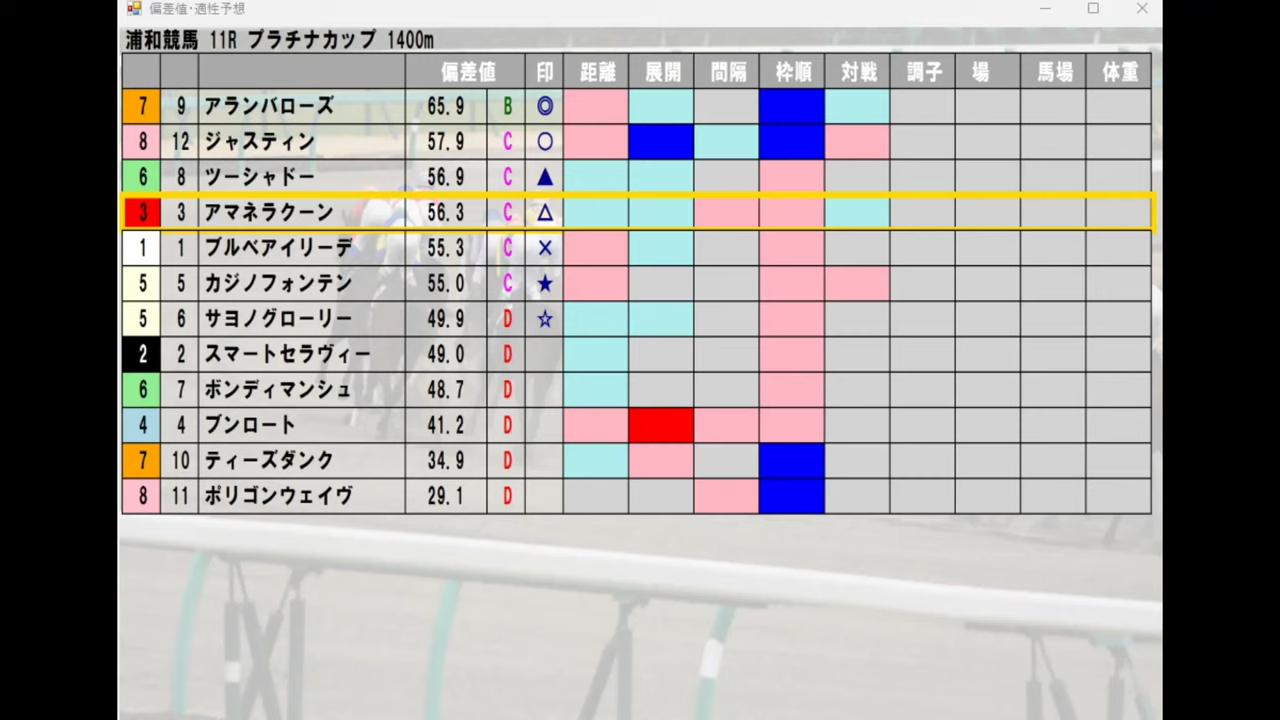 偏差値・適性予想
浦和競馬 11R プラチナカップ 1400m
偏差値 印 距離 展開 間隔 枠順 対戦 調子 場 馬場 体重
7 9 アランバローズ 65.9 B ◎
8 12 ジャスティン 57.9 C ○
6 8 ツーシャドー 56.9 C ▲
3 3 アマネラクーン 56.3 C △
1 1 ブルベアイリーデ 55.3 C ×
5 5 カジノフォンテン 55.0 C ★
5 6 サヨノグローリー 49.9 D ☆
2 2 スマートセラヴィー 49.0 D
6 7 ボンディマンシュ 48.7 D
4 4 ブンロート 41.2 D
7 10 ティーズダンク 34.9 D
8 11 ポリゴンウェイヴ 29.1 D